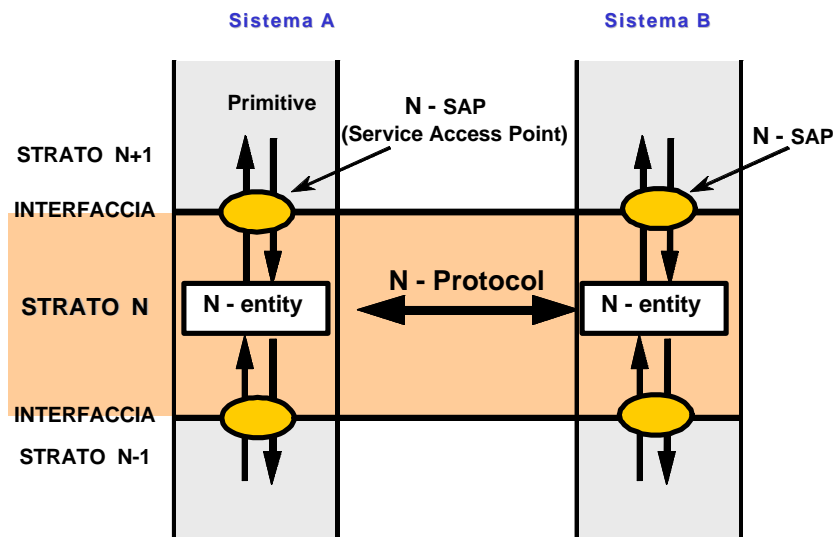 Sistema A
Sistema B
Primitive
N - SAP
(Service Access Point)
N - SAP
STRATO N+1
INTERFACCIA
STRATO N
N - entity
N - Protocol
N - entity
INTERFACCIA
STRATO N-1